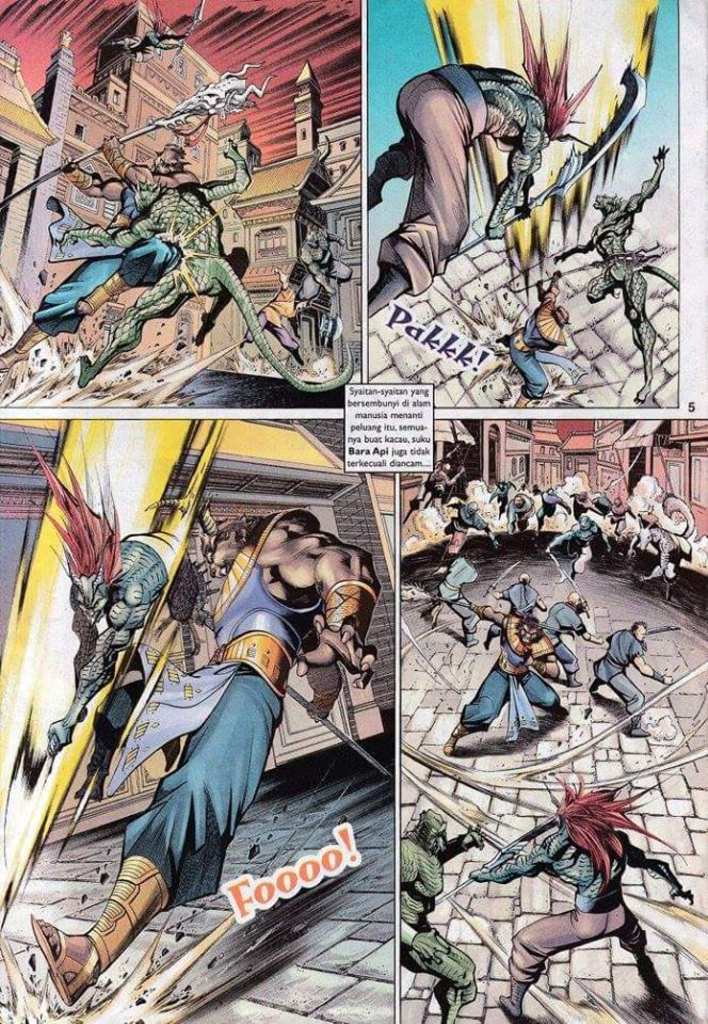 Pakkk!
5
Syaitan-syaitan yang
bersembunyi di alam
manusia menanti
peluang itu, semua-
nya buat kacau, suku
Bara Api juga tidak
terkecuali diancam....
Foooo!